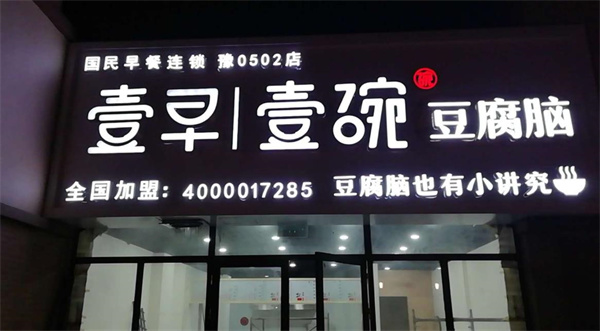 国民早餐连锁 豫0502店
壹早|壹碗 豆腐脑
全国加盟：4000017285 豆腐脑也有小讲究